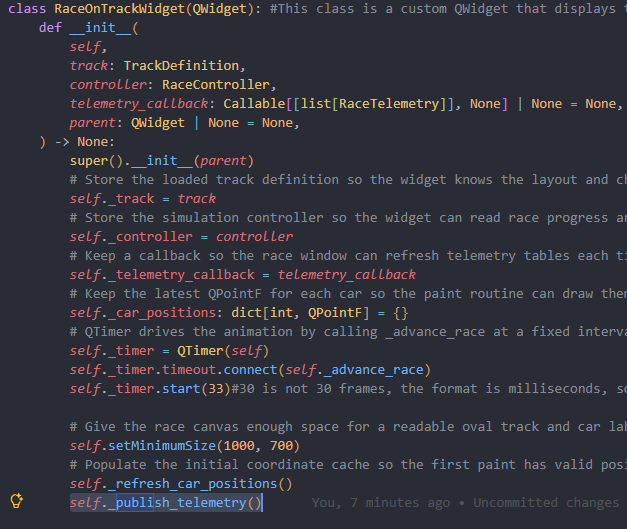 class RaceOnTrackWidget(QWidget): #This class is a custom QWidget that displays
def __init__(
self,
track: TrackDefinition,
controller: RaceController,
telemetry_callback: Callable[[list[RaceTelemetry]], None] | None = None,
parent: QWidget | None = None,
) -> None:
super().__init__(parent)
# Store the loaded track definition so the widget knows the layout and
self._track = track
# Store the simulation controller so the widget can read race progress
self._controller = controller
# Keep a callback so the race window can refresh telemetry tables each
self._telemetry_callback = telemetry_callback
# Keep the latest QPointF for each car so the paint routine can draw
self._car_positions: dict[int, QPointF] = {}
# QTimer drives the animation by calling _advance_race at a fixed
self._timer = QTimer(self)
self._timer.timeout.connect(self._advance_race)
self._timer.start(33)#30 is not 30 frames, the format is milliseconds,
# Give the race canvas enough space for a readable oval track and car
self.setMinimumSize(1000, 700)
# Populate the initial coordinate cache so the first paint has valid
self._refresh_car_positions()
self._publish_telemetry() You, 7 minutes ago • Uncommitted changes